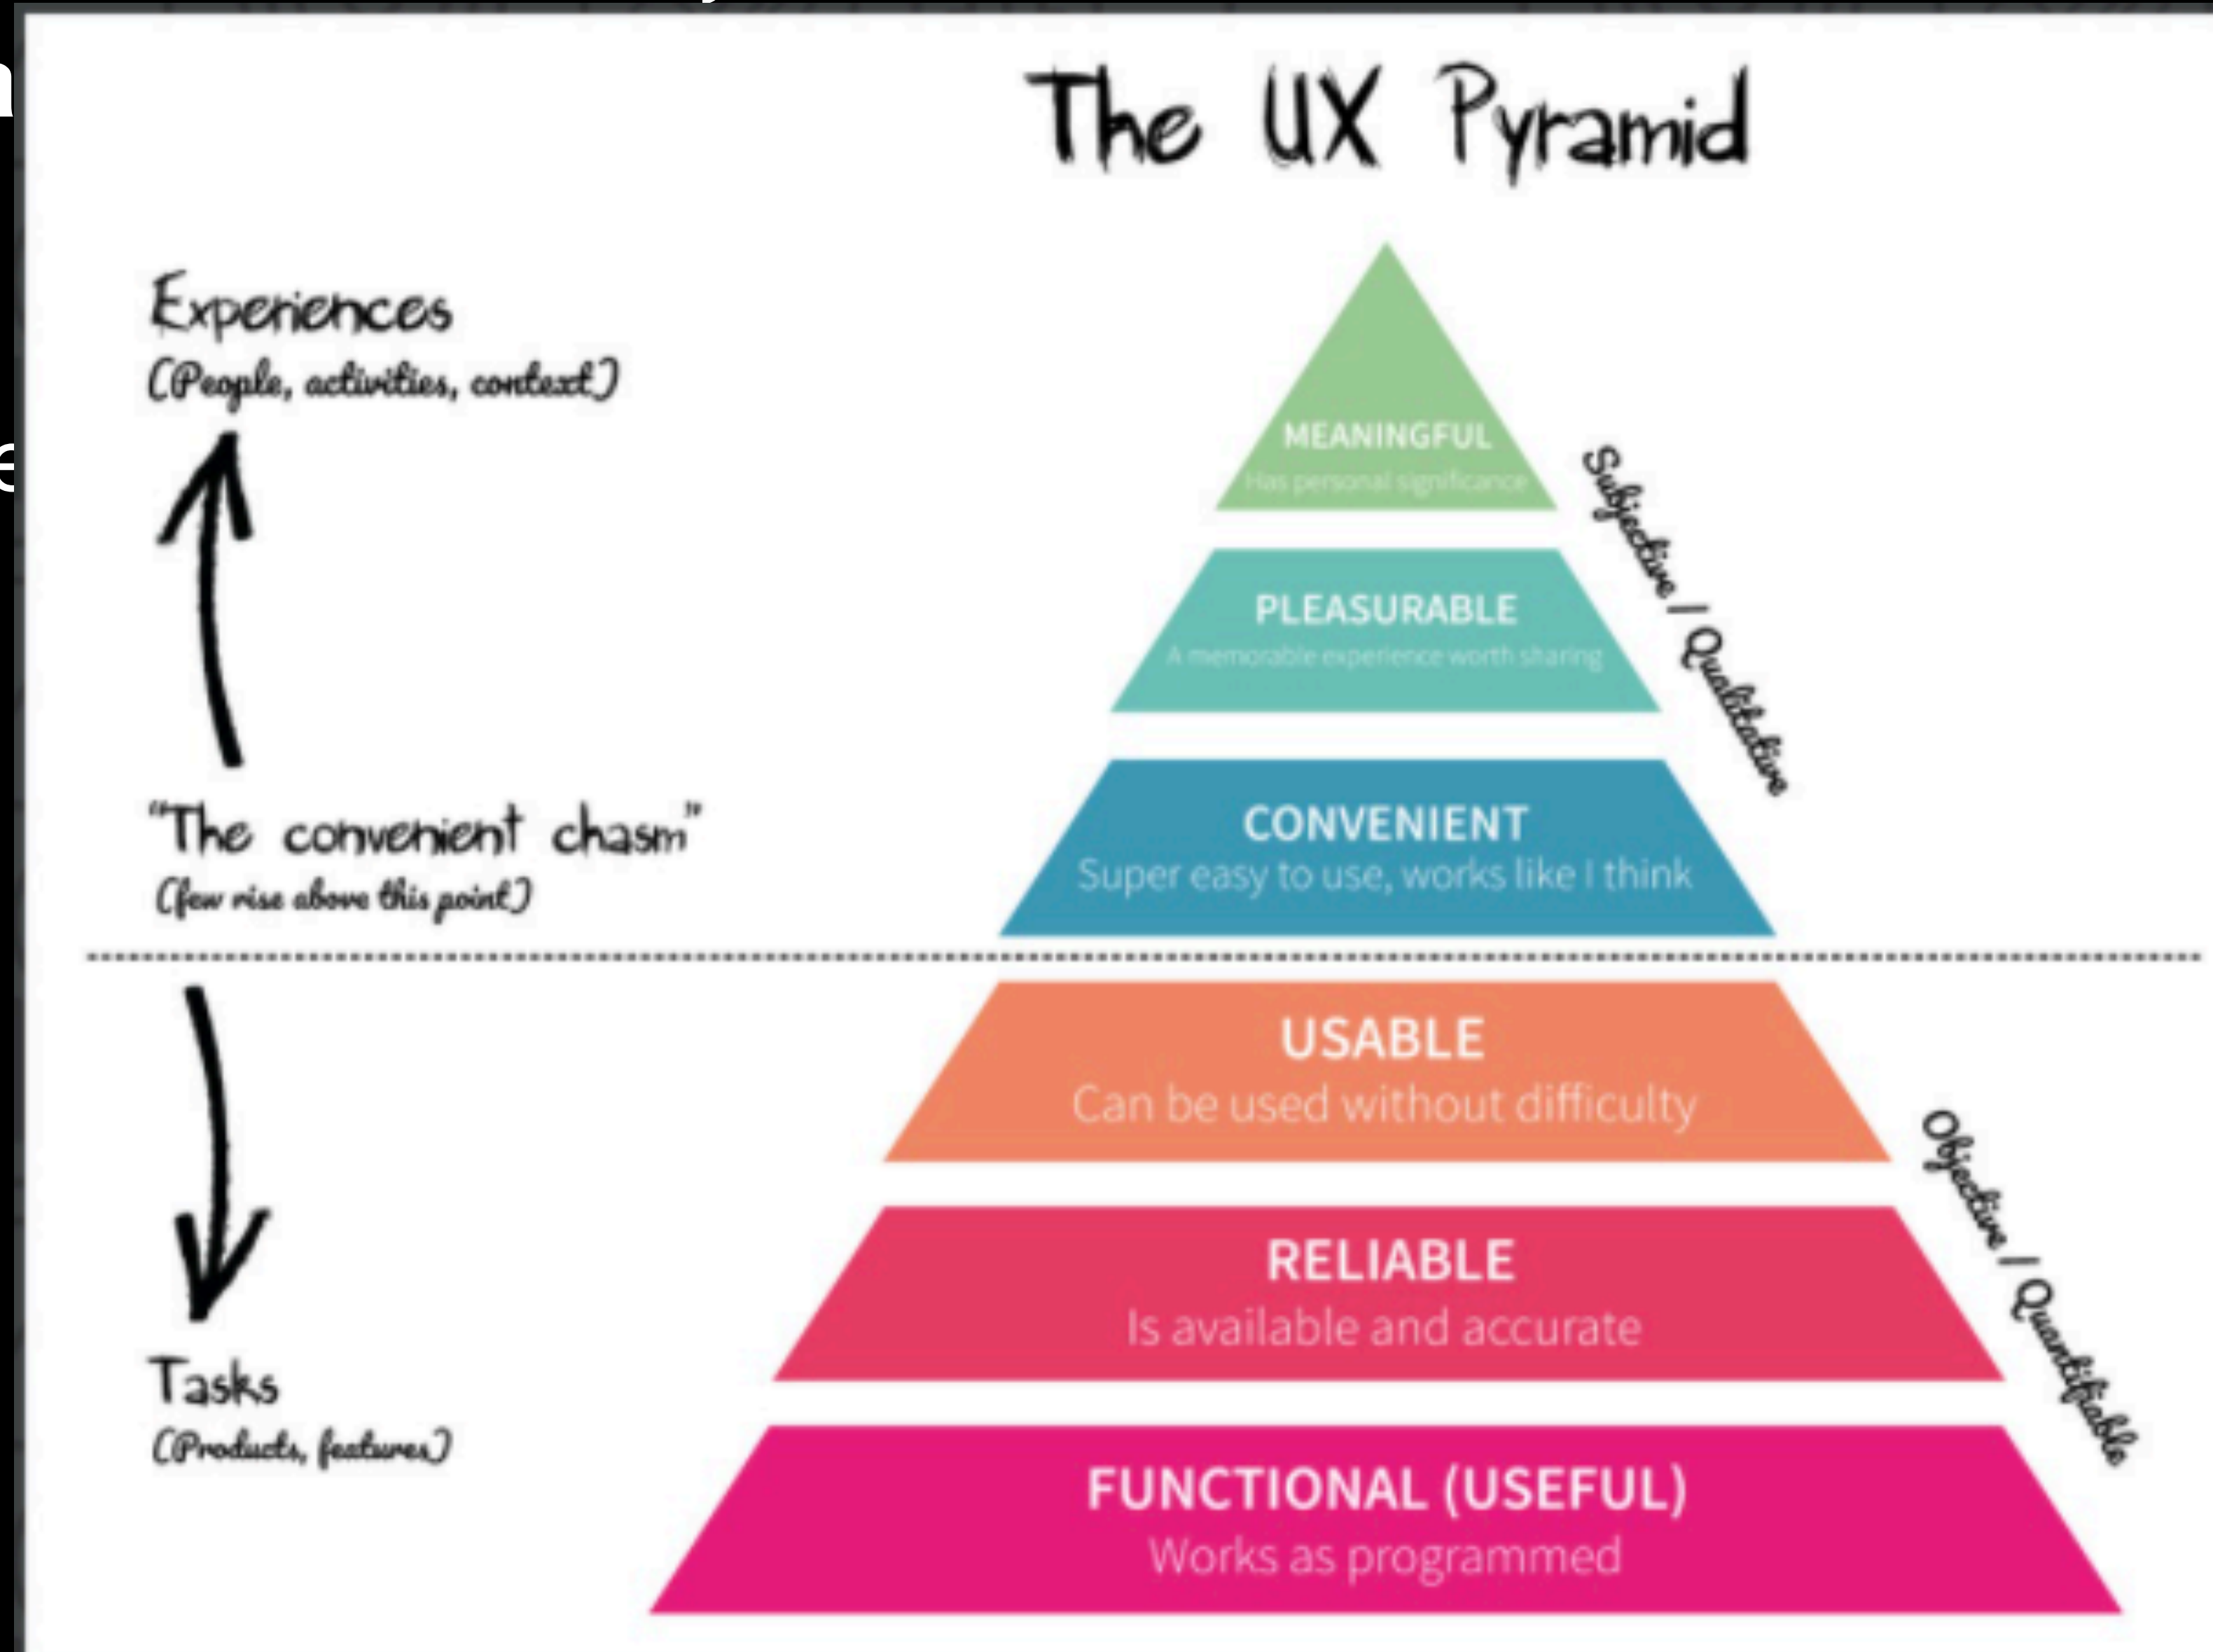 The UX Pyramid
Experiences
(People, activities, context)
MEANINGFUL
Has personal significance
Subjective / Qualitative
PLEASURABLE
A memorable experience worth sharing
"The convenient chasm"
(few rise above this point)
CONVENIENT
Super easy to use, works like I think
USABLE
Can be used without difficulty
Objective / Quantifiable
RELIABLE
Is available and accurate
Tasks
(Products, features)
FUNCTIONAL (USEFUL)
Works as programmed